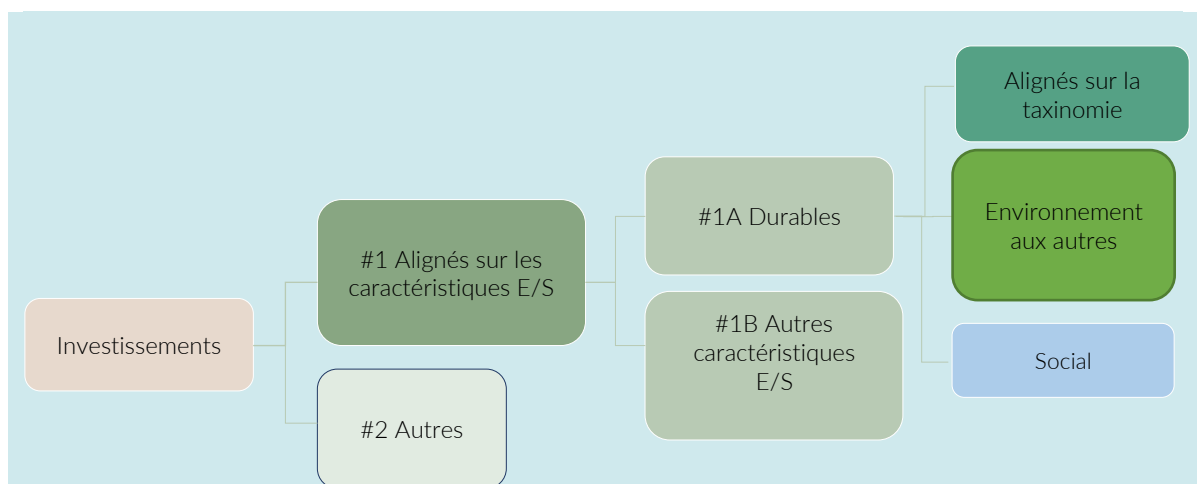 Investissements
#1 Alignés sur les
caractéristiques E/S
#2 Autres
#1A Durables
#1B Autres
caractéristiques
E/S
Alignés sur la
taxinomie
Environnement
aux autres
Social